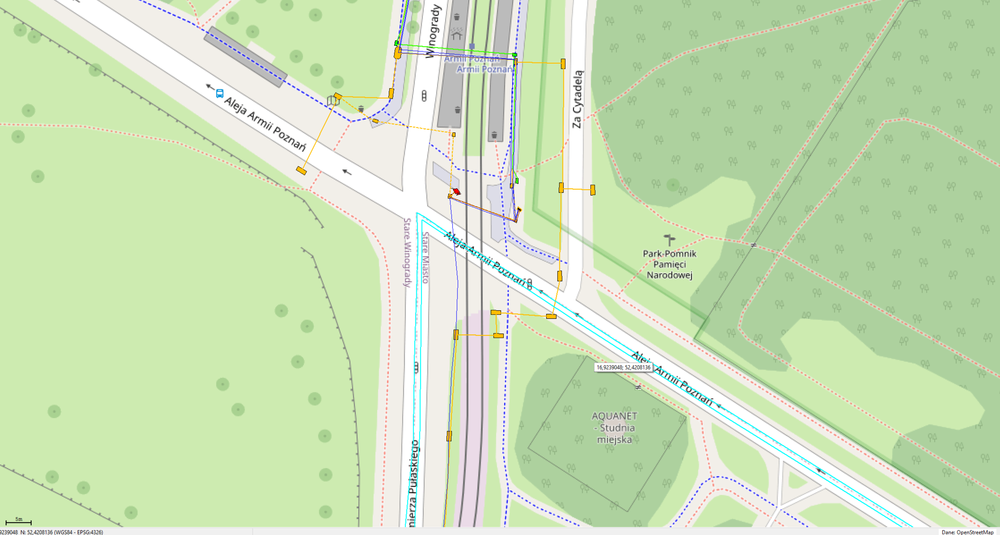 Winogrady
Armii Poznań
Armii Poznań
Za Cytadelą
Aleja Armii Poznań
Stare Winogrady
Stare Miasto
Aleja Armii Poznań
Park-Pomnik
Pamięci
Narodowej
16,9239048; 52,4208136
Aleja Armii Poznań
AQUANET
- Studnia
miejska
mierza Pułaskiego
5m
9239048 N: 52,4208136 (WGS84 - EPSG:4326)
Dane: OpenStreetMap